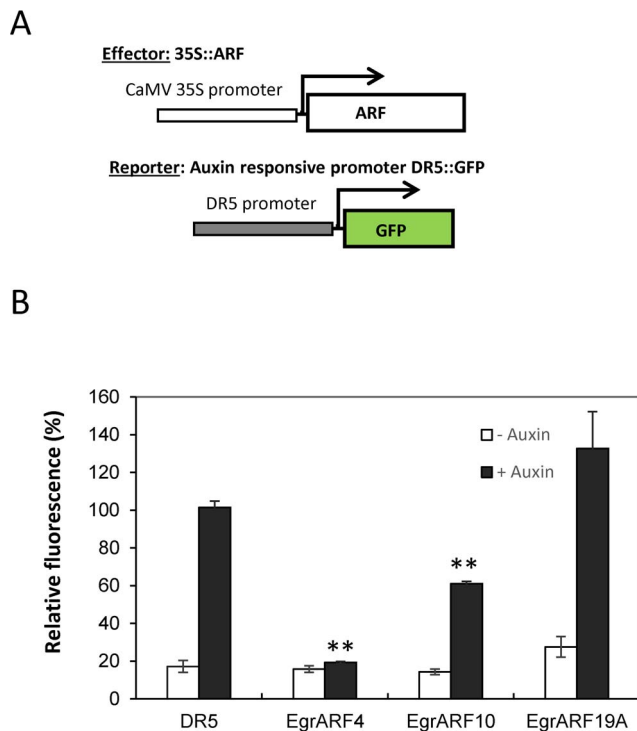 A
Effector: 35S::ARF
CaMV 35S promoter
ARF
Reporter: Auxin responsive promoter DR5::GFP
DR5 promoter
GFP
B
Relative fluorescence (%)
160
140
120
100
80
60
40
20
0
- Auxin
+ Auxin
**
**
DR5 EgrARF4 EgrARF10 EgrARF19A